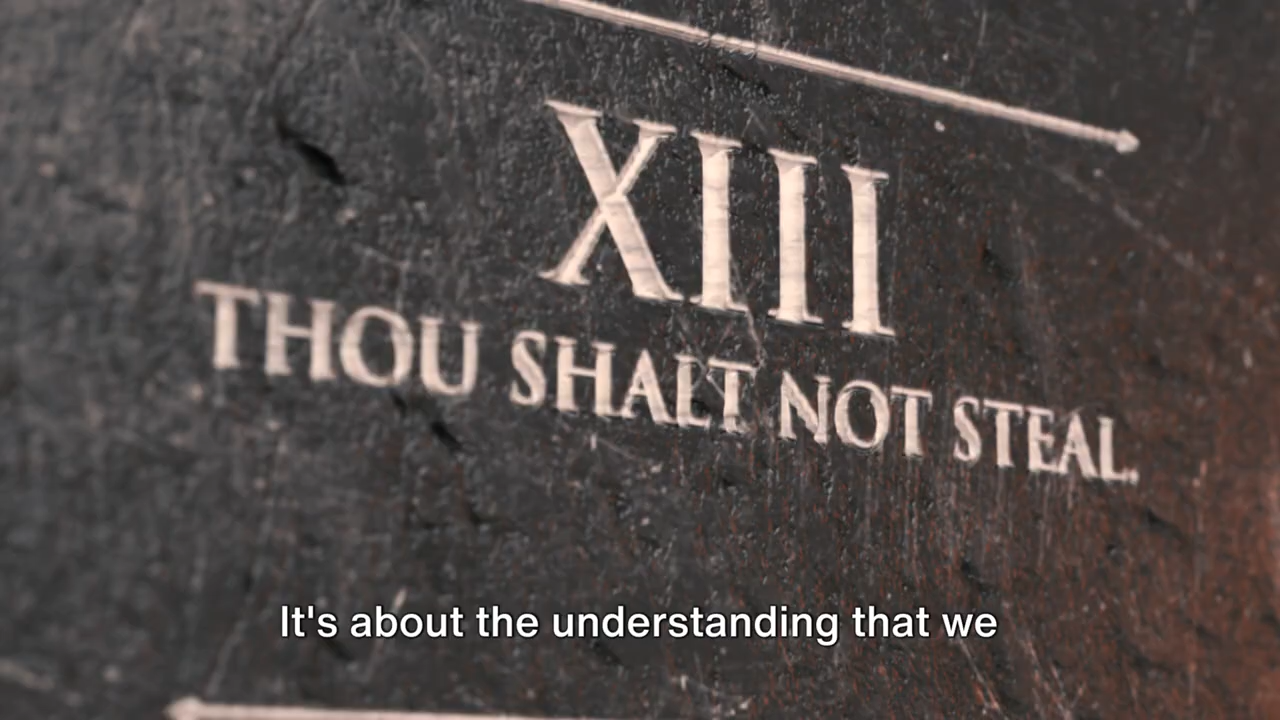 XIII
THOU SHALT NOT STEAL.
It's about the understanding that we